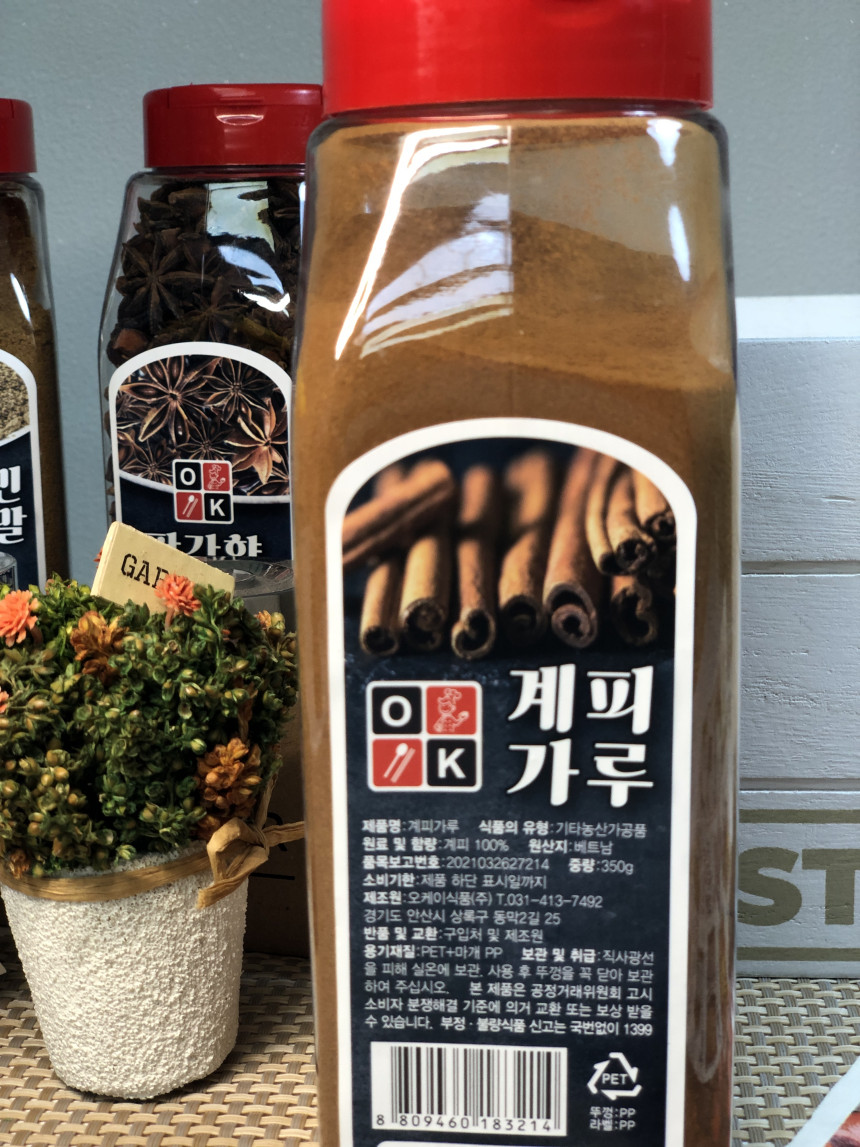 O K
계피
가루
제품명:계피가루 식품의 유형:기타농산가공품
원료 및 함량:계피 100% 원산지:베트남
품목보고번호:2021032627214 중량:350g
소비기한:제품 하단 표시일까지
제조원:오케이식품(주) T.031-413-7492
경기도 안산시 상록구 동막2길 25
반품 및 교환:구입처 및 제조원
용기재질:PET+마개 PP 보관 및 취급:직사광선
을 피해 실온에 보관. 사용 후 뚜껑을 꼭 닫아 보관
하여 주십시오. 본 제품은 공정거래위원회 고시
소비자 분쟁해결 기준에 의거 교환 또는 보상 받을
수 있습니다. 부정·불량식품 신고는 국번없이 1399
8 809460 183214
PET
뚜껑:PP
라벨:PP
O K
GAR
ST